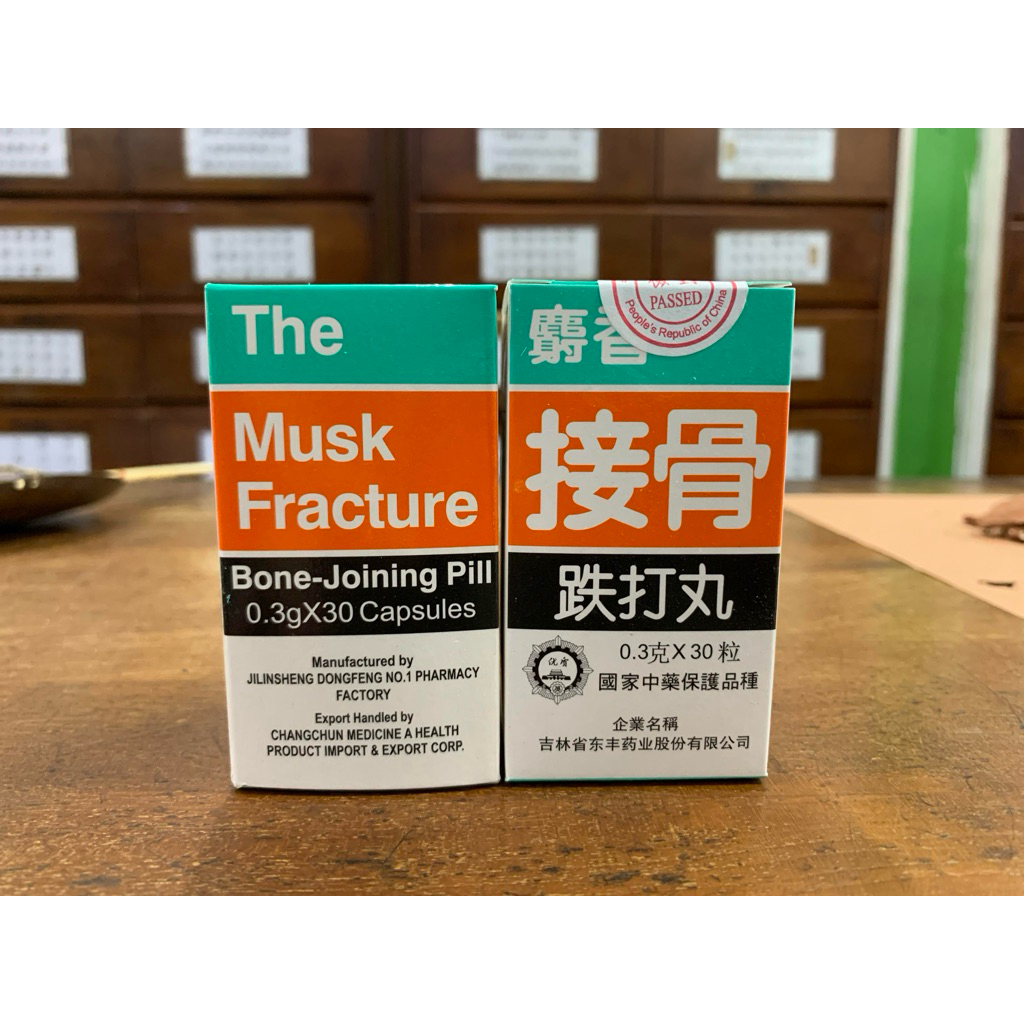 The
Musk
Fracture
Bone-Joining Pill
0.3gX30 Capsules
Manufactured by
JILINSHENG DONGFENG NO.1 PHARMACY
FACTORY
Export Handled by
CHANGCHUN MEDICINE A HEALTH
PRODUCT IMPORT & EXPORT CORP.
PASSED
People's Republic of China
麝香
接骨
跌打丸
0.3克X30粒
优质
國家中藥保護品種
企業名稱
吉林省东丰药业股份有限公司